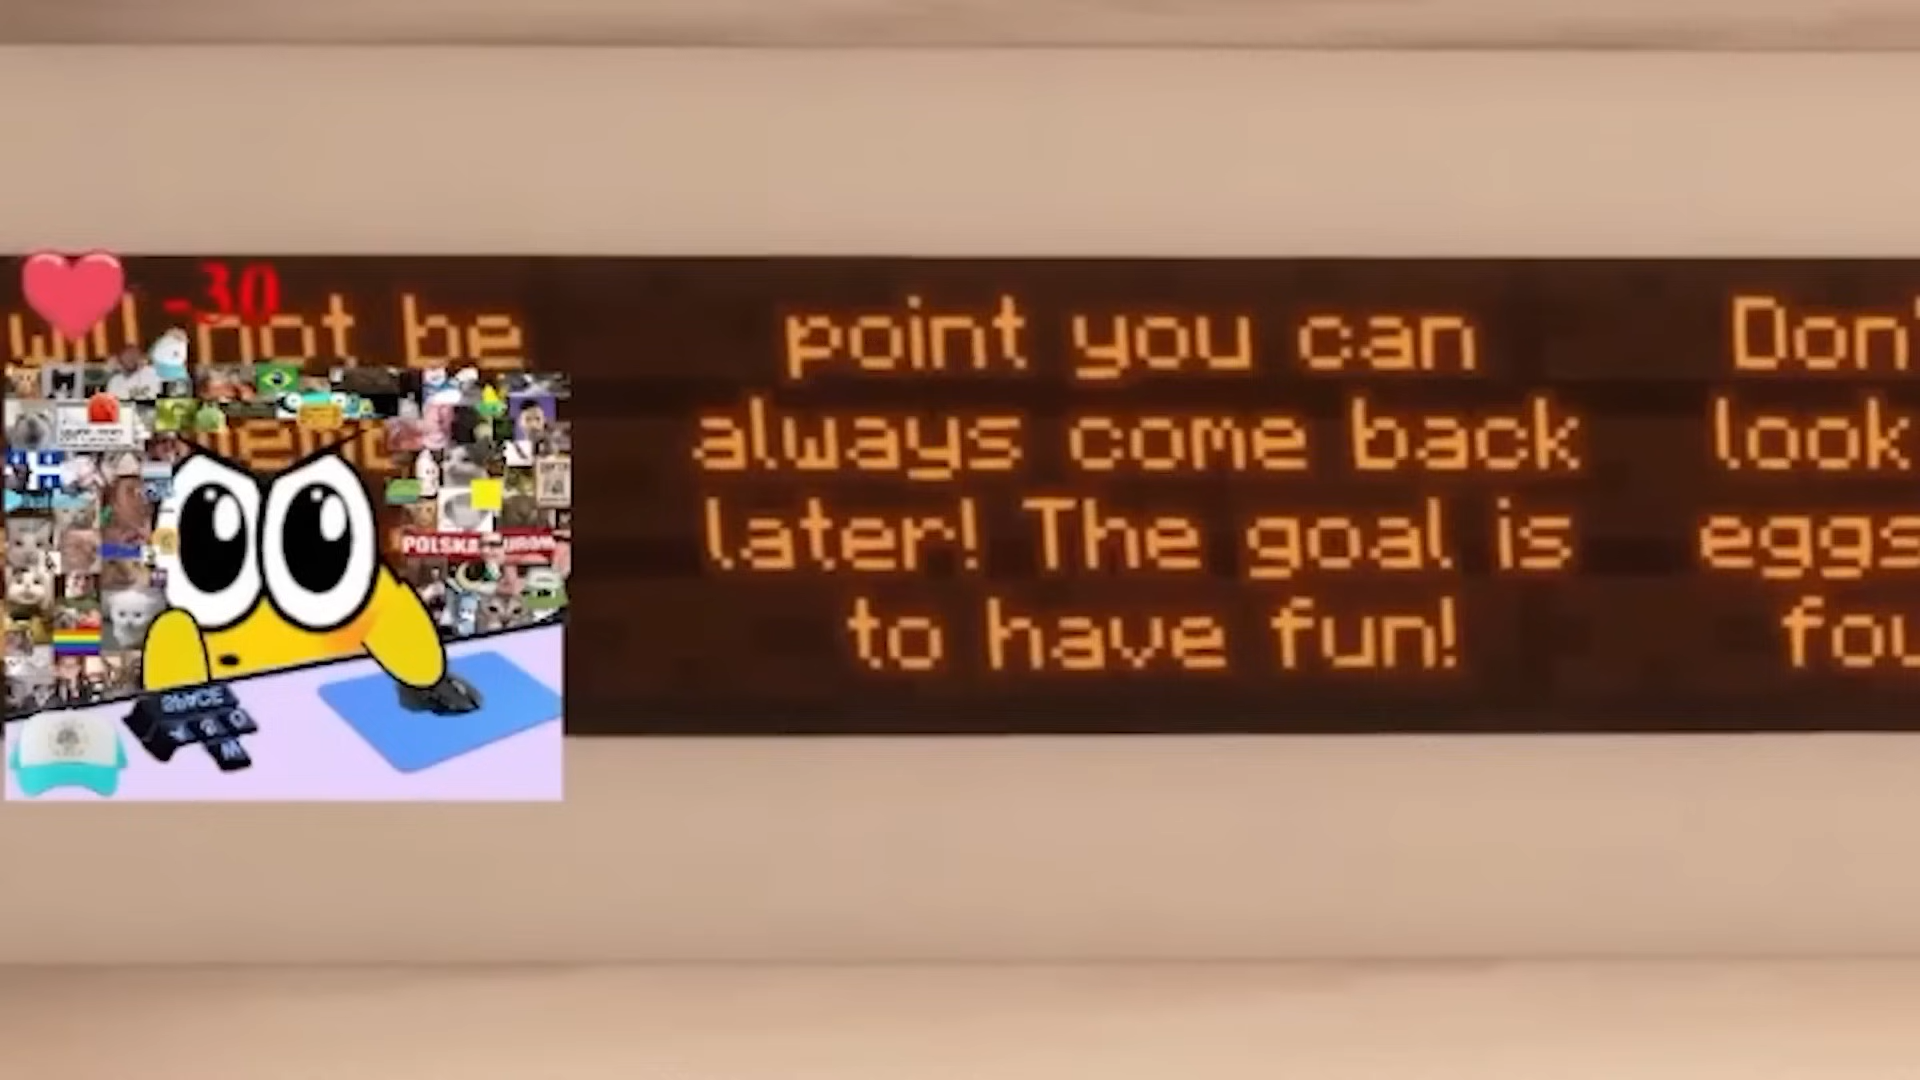 -30
will not be
point you can
always come back
later! The goal is
to have fun!
Don'
look
eggs
fou
POLSKA
SPACE